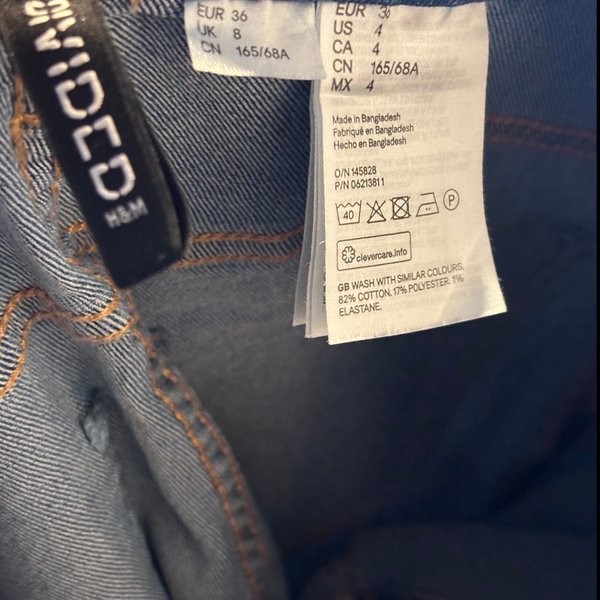 DIVIDED
H&M
EUR 36
UK 8
CN 165/68A
EUR 36
US 4
CA 4
CN 165/68A
MX 4
Made in Bangladesh
Fabriqué en Bangladesh
Hecho en Bangladesh
O/N 145828
P/N 06213811
40
P
clevercare.info
GB WASH WITH SIMILAR COLOURS.
82% COTTON. 17% POLYESTER. 1%
ELASTANE.